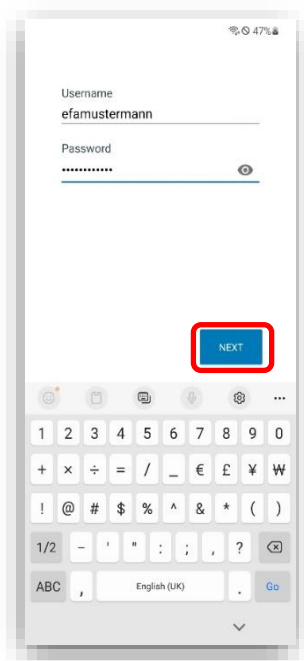 47%
Username
efamustermann
Password
••••••••••••
NEXT
1 2 3 4 5 6 7 8 9 0
+ × ÷ = / _ € £ ¥ ₩
! @ # $ % ^ & * ( )
1/2 - ' " : ; , ?
ABC , English (UK) . Go